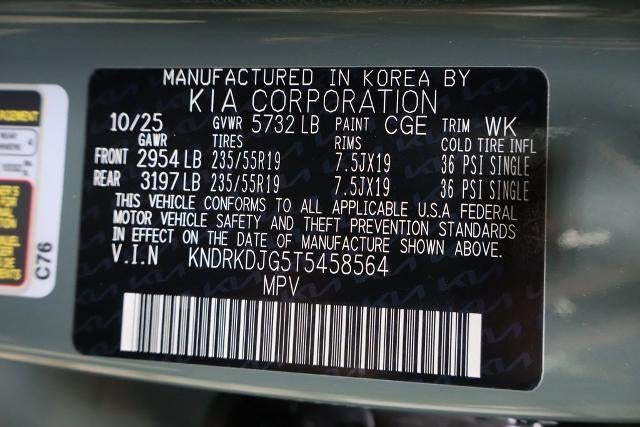 MANUFACTURED IN KOREA BY
KIA CORPORATION
10/25 GVWR 5732 LB PAINT CGE TRIM WK
GAWR TIRES RIMS COLD TIRE INFL
FRONT 2954 LB 235/55R19 7.5JX19 36 PSI SINGLE
REAR 3197 LB 235/55R19 7.5JX19 36 PSI SINGLE
THIS VEHICLE CONFORMS TO ALL APPLICABLE U.S.A FEDERAL
MOTOR VEHICLE SAFETY AND THEFT PREVENTION STANDARDS
IN EFFECT ON THE DATE OF MANUFACTURE SHOWN ABOVE.
V.I.N KNDRKDJG5T5458564
MPV
C76